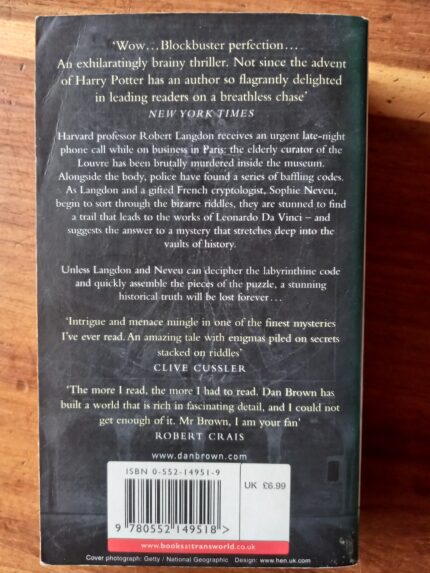 ‘Wow…Blockbuster perfection…
An exhilaratingly brainy thriller. Not since the advent
of Harry Potter has an author so flagrantly delighted
in leading readers on a breathless chase’
NEW YORK TIMES
Harvard professor Robert Langdon receives an urgent late-night
phone call while on business in Paris: the elderly curator of the
Louvre has been brutally murdered inside the museum.
Alongside the body, police have found a series of baffling codes.
As Langdon and a gifted French cryptologist, Sophie Neveu,
begin to sort through the bizarre riddles, they are stunned to find
a trail that leads to the works of Leonardo Da Vinci – and
suggests the answer to a mystery that stretches deep into the
vaults of history.
Unless Langdon and Neveu can decipher the labyrinthine code
and quickly assemble the pieces of the puzzle, a stunning
historical truth will be lost forever…
‘Intrigue and menace mingle in one of the finest mysteries
I’ve ever read. An amazing tale with enigmas piled on secrets
stacked on riddles’
CLIVE CUSSLER
‘The more I read, the more I had to read. Dan Brown has
built a world that is rich in fascinating detail, and I could not
get enough of it. Mr Brown, I am your fan’
ROBERT CRAIS
www.danbrown.com
ISBN 0-552-14951-9
UK £6.99
9 780552 149518 >
www.booksattransworld.co.uk
Cover photograph: Getty / National Geographic Design: www.hen.uk.com